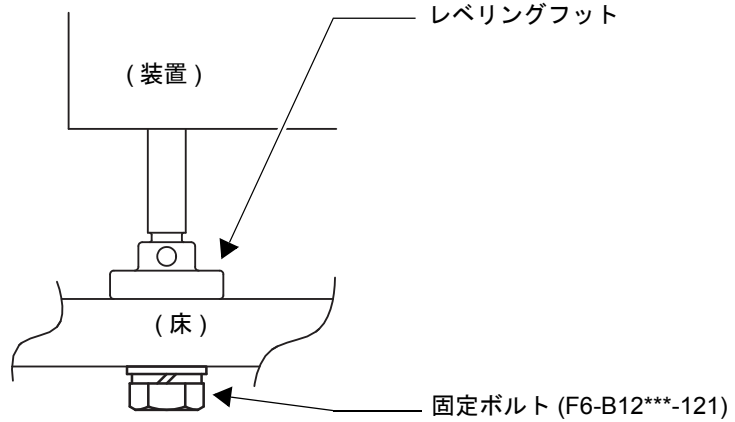 レベリングフット
( 装置 )
( 床 )
固定ボルト (F6-B12***-121)